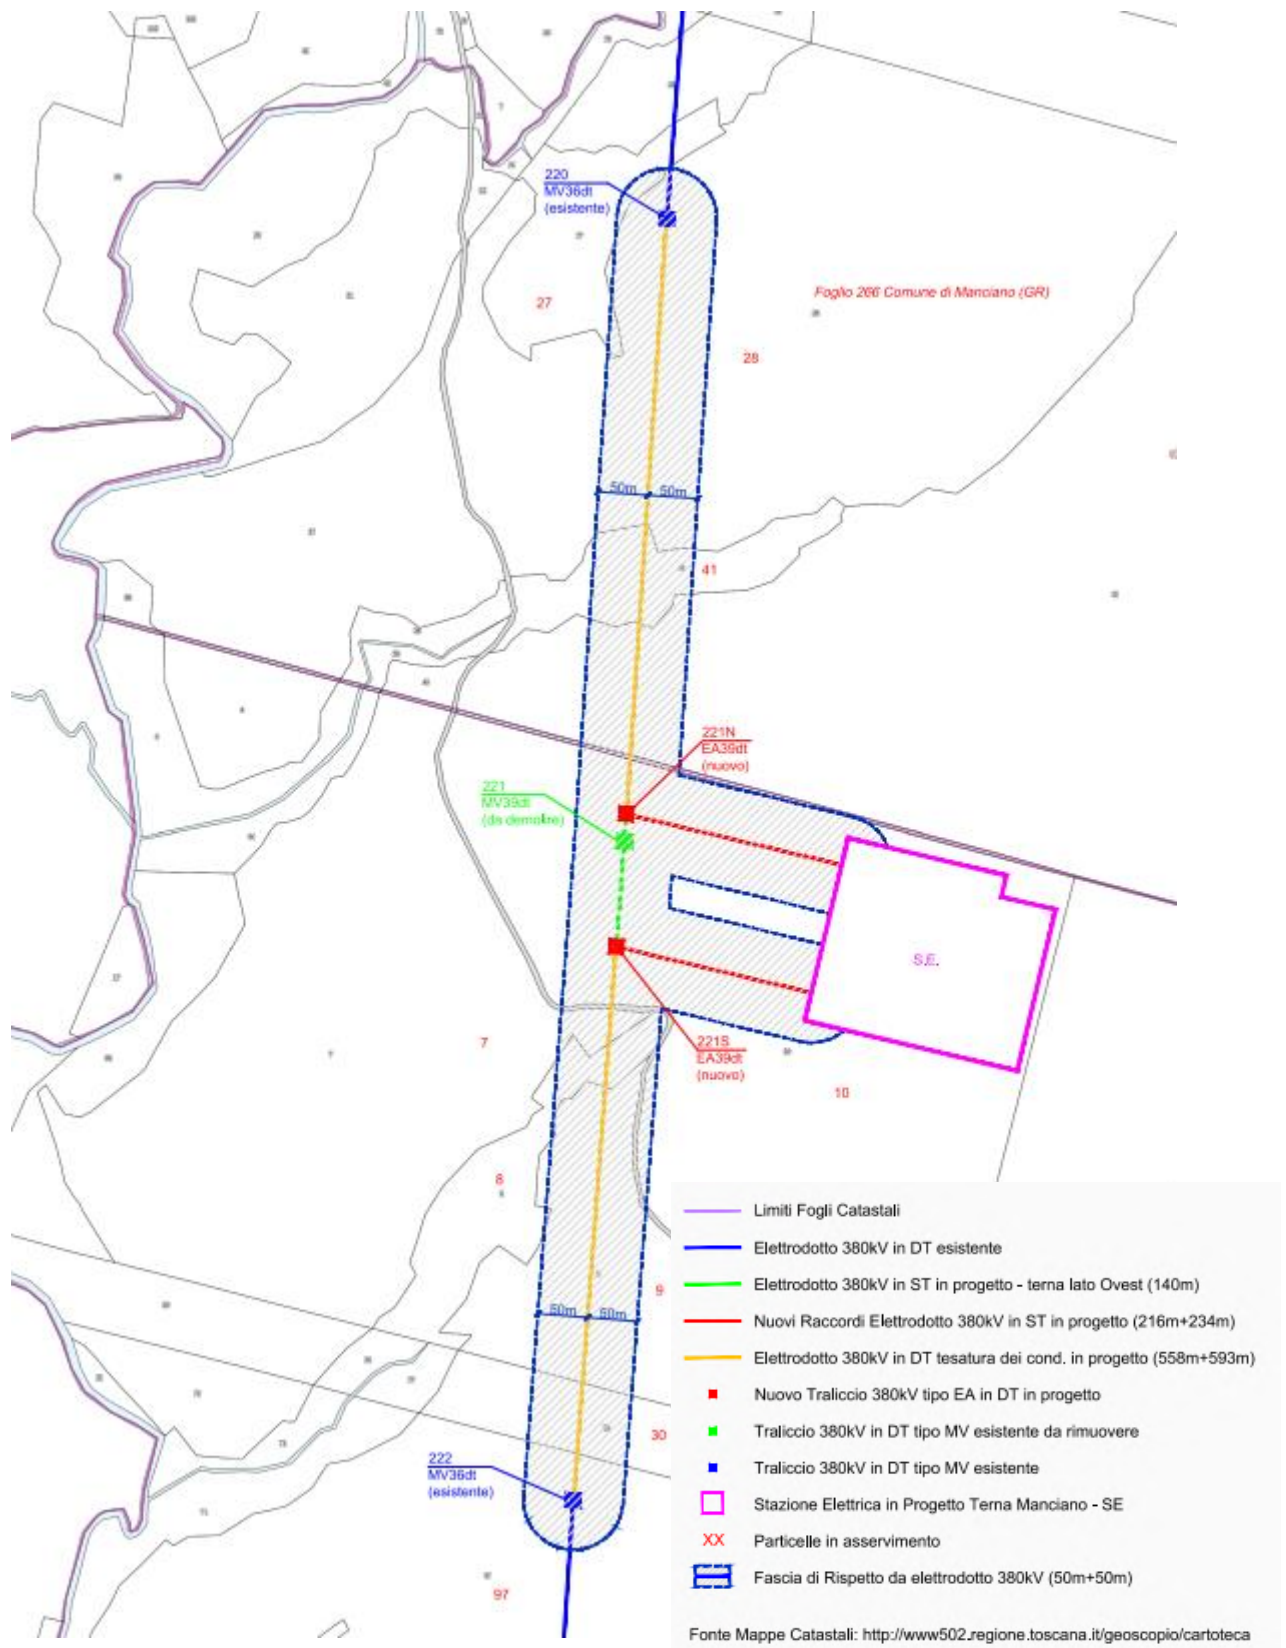 220
MV36dt
(esistente)
27
Foglio 266 Comune di Manciano (GR)
28
50m
50m
41
221N
EA39dt
(nuovo)
221
MV39dt
(da demolire)
S.E.
7
221S
EA39dt
(nuovo)
10
8
9
50m
50m
30
222
MV36dt
(esistente)
97
Limiti Fogli Catastali
Elettrodotto 380kV in DT esistente
Elettrodotto 380kV in ST in progetto - terna lato Ovest (140m)
Nuovi Raccordi Elettrodotto 380kV in ST in progetto (216m+234m)
Elettrodotto 380kV in DT tesatura dei cond. in progetto (558m+593m)
Nuovo Traliccio 380kV tipo EA in DT in progetto
Traliccio 380kV in DT tipo MV esistente da rimuovere
Traliccio 380kV in DT tipo MV esistente
Stazione Elettrica in Progetto Terna Manciano - SE
XX Particelle in asservimento
Fascia di Rispetto da elettrodotto 380kV (50m+50m)
Fonte Mappe Catastali: http://www502.regione.toscana.it/geoscopio/cartoteca